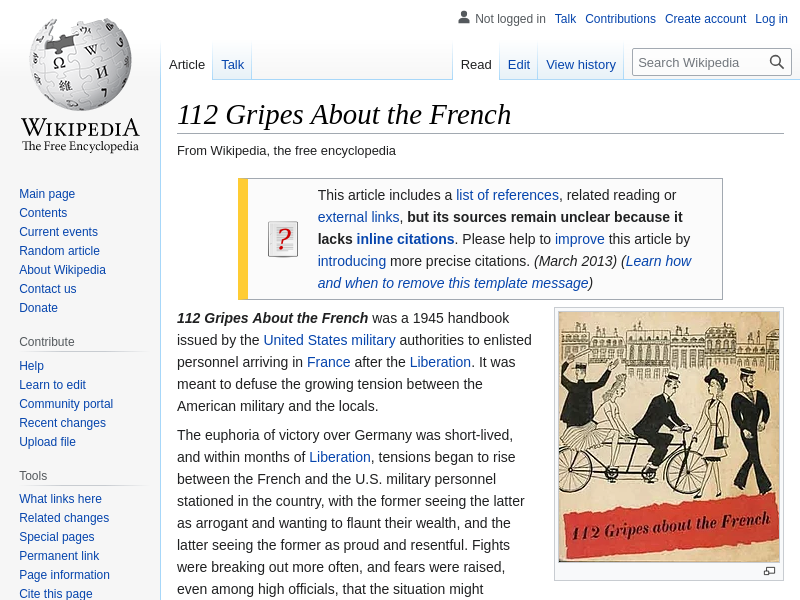 Not logged in Talk Contributions Create account Log in
Article Talk Read Edit View history Search Wikipedia
Ω W И 維 7
WIKIPEDIA
The Free Encyclopedia
Main page
Contents
Current events
Random article
About Wikipedia
Contact us
Donate
Contribute
Help
Learn to edit
Community portal
Recent changes
Upload file
Tools
What links here
Related changes
Special pages
Permanent link
Page information
Cite this page
112 Gripes About the French
From Wikipedia, the free encyclopedia
This article includes a list of references, related reading or
external links, but its sources remain unclear because it
lacks inline citations. Please help to improve this article by
introducing more precise citations. (March 2013) (Learn how
and when to remove this template message)
112 Gripes About the French was a 1945 handbook
issued by the United States military authorities to enlisted
personnel arriving in France after the Liberation. It was
meant to defuse the growing tension between the
American military and the locals.
The euphoria of victory over Germany was short-lived,
and within months of Liberation, tensions began to rise
between the French and the U.S. military personnel
stationed in the country, with the former seeing the latter
as arrogant and wanting to flaunt their wealth, and the
latter seeing the former as proud and resentful. Fights
were breaking out more often, and fears were raised,
even among high officials, that the situation might
112 Gripes about the French